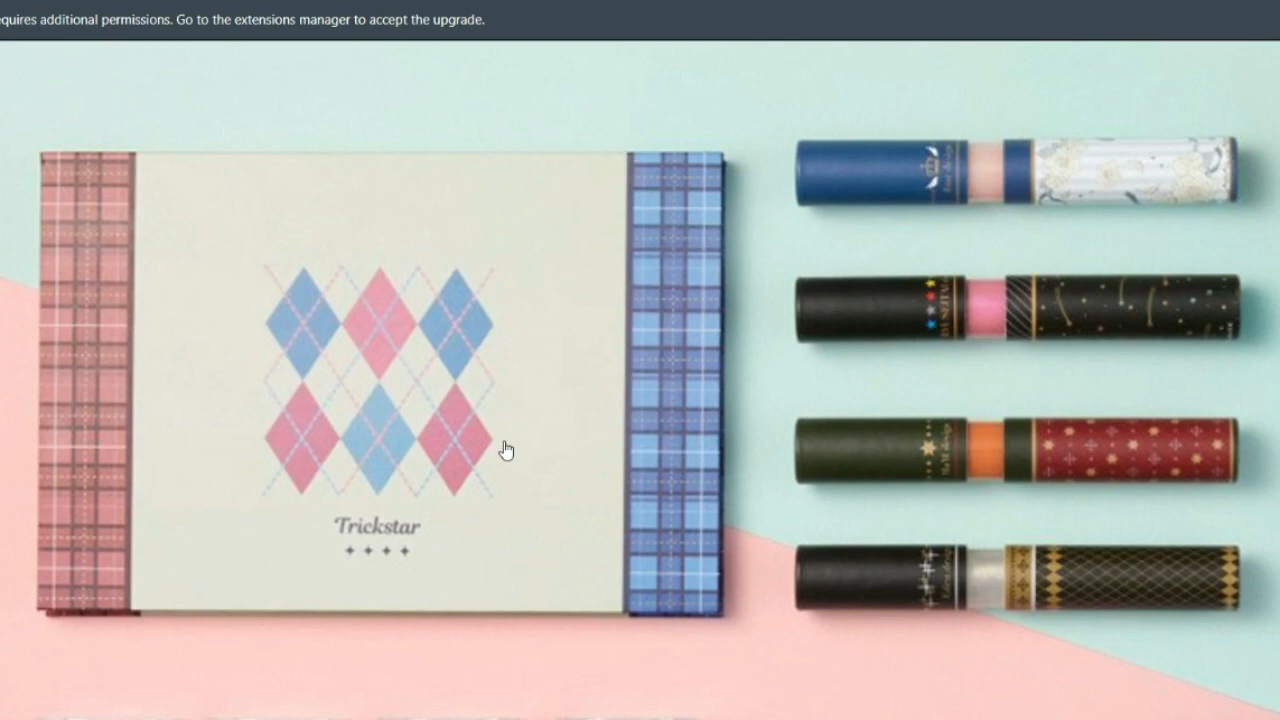 equires additional permissions. Go to the extensions manager to accept the upgrade.
Trickstar